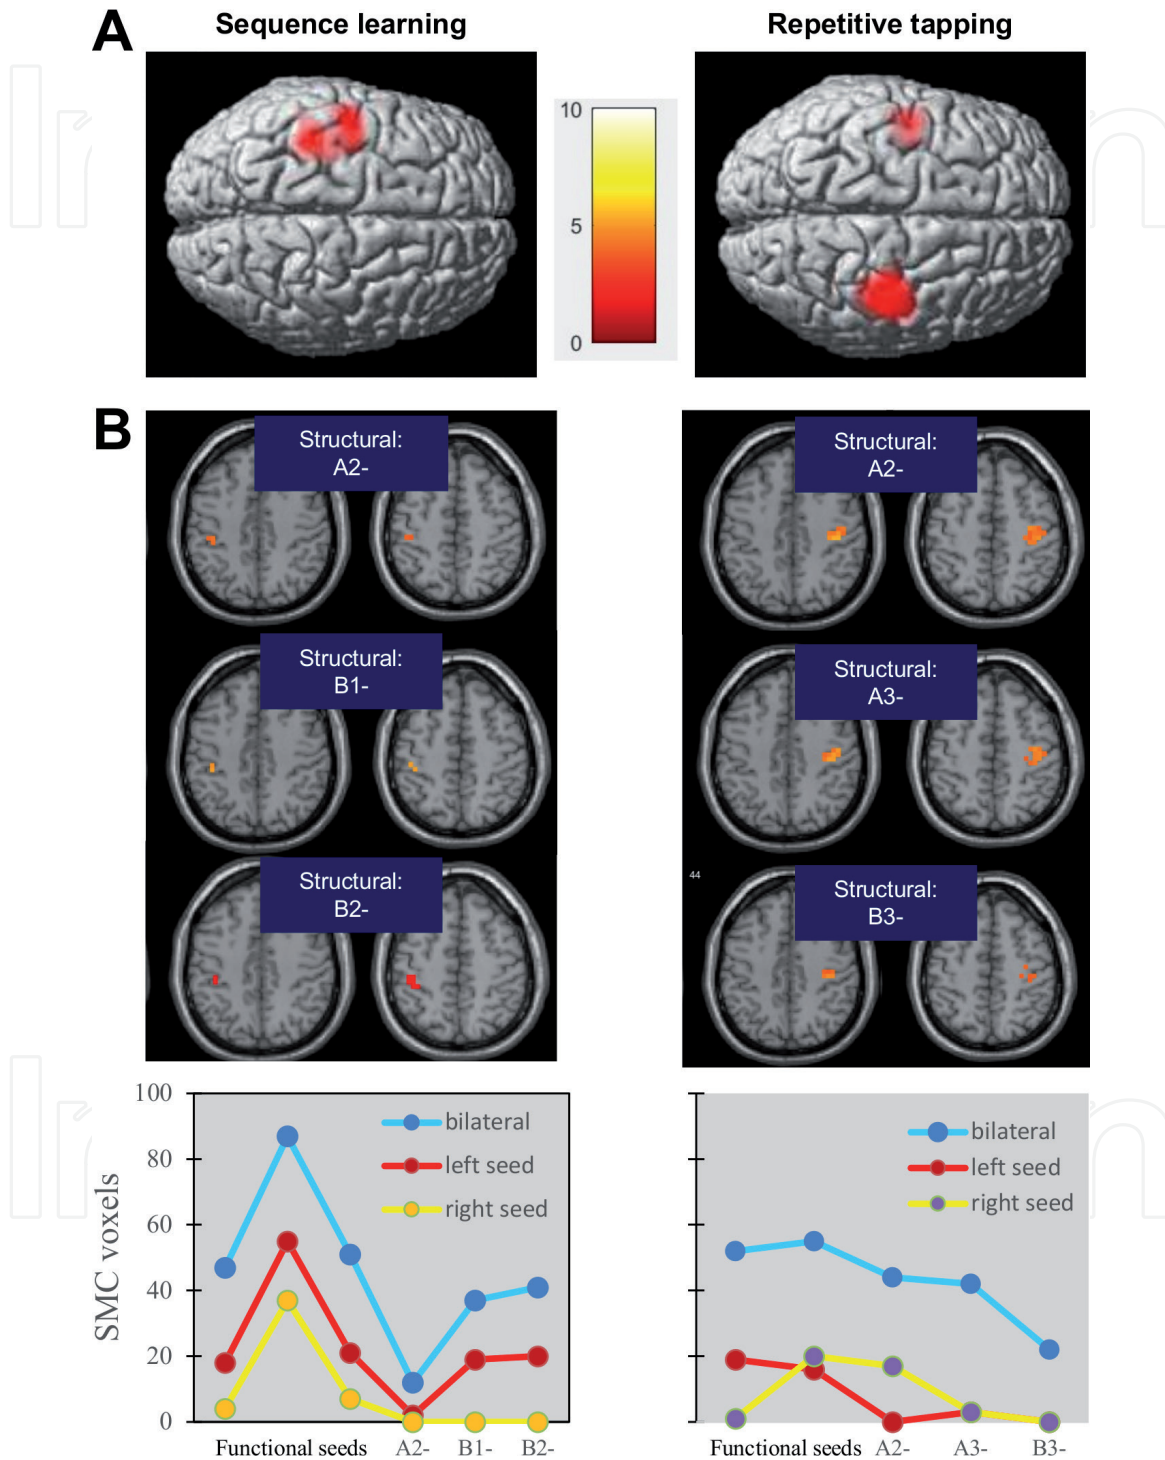 A
Sequence learning
Repetitive tapping
10
5
0
B
Structural:
A2-
Structural:
A2-
Structural:
B1-
Structural:
A3-
Structural:
B2-
44
Structural:
B3-
SMC voxels
100
80
60
40
20
0
bilateral
left seed
right seed
Functional seeds A2- B1- B2-
bilateral
left seed
right seed
Functional seeds A2- A3- B3-